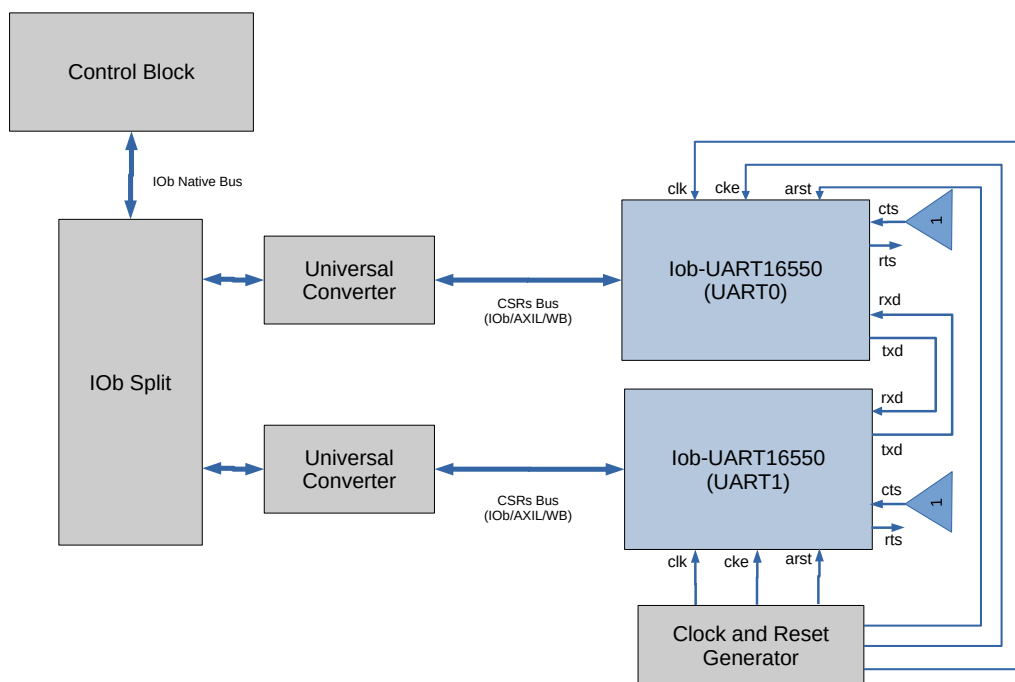 Control Block
IOb Native Bus
IOb Split
Universal
Converter
CSRs Bus
(IOb/AXIL/WB)
clk
cke
arst
Iob-UART16550
(UART0)
cts
1
rts
rxd
txd
Universal
Converter
CSRs Bus
(IOb/AXIL/WB)
Iob-UART16550
(UART1)
rxd
txd
cts
1
rts
clk
cke
arst
Clock and Reset
Generator